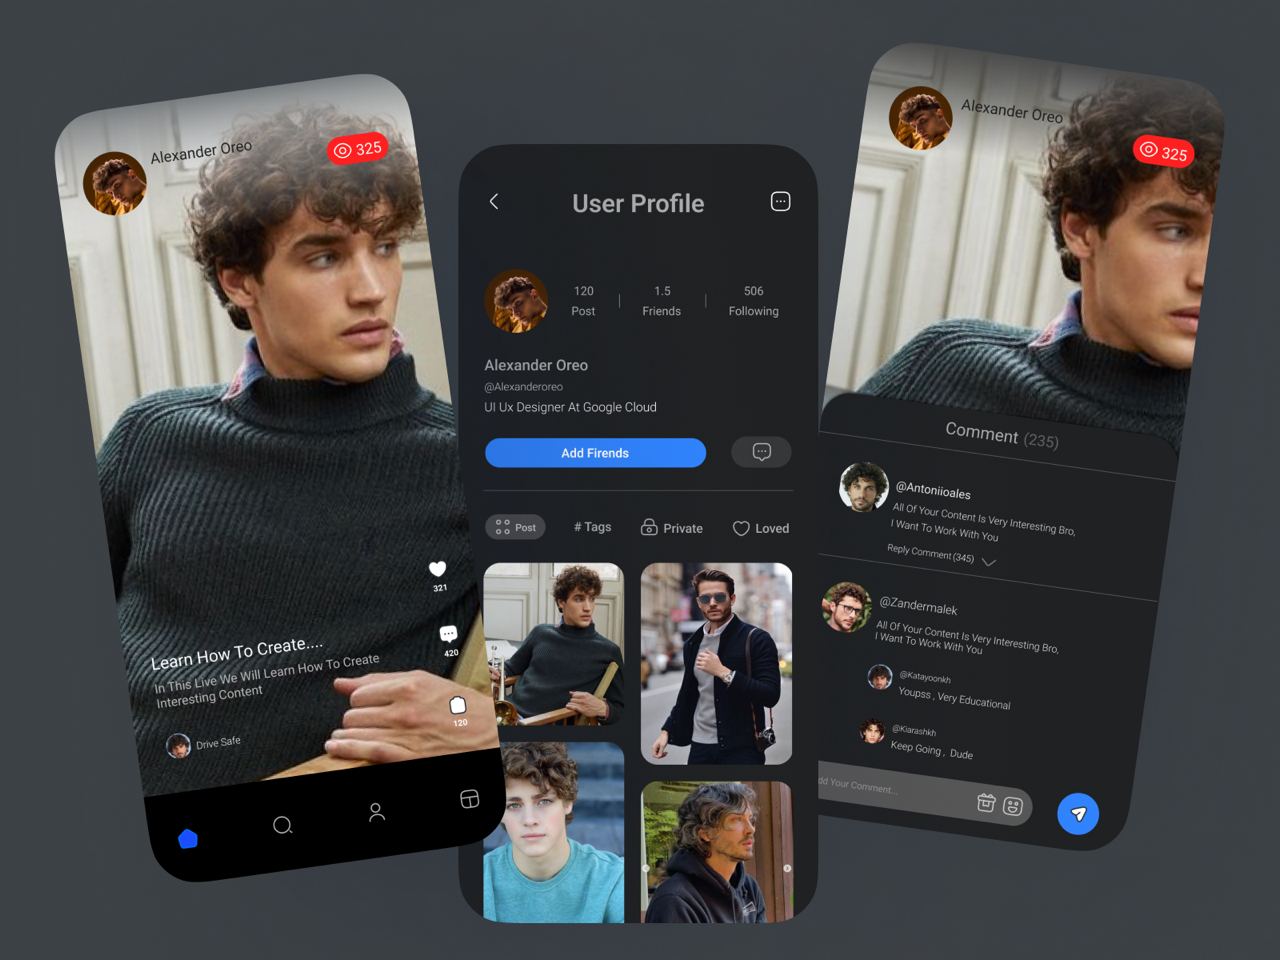 Alexander Oreo
325
Learn How To Create....
In This Live We Will Learn How To Create
Interesting Content
Drive Safe
321
420
120
User Profile
120
Post
1.5
Friends
506
Following
Alexander Oreo
@Alexanderoreo
UI Ux Designer At Google Cloud
Add Firends
Post
# Tags
Private
Loved
Alexander Oreo
325
Comment (235)
@Antoniioales
All Of Your Content Is Very Interesting Bro,
I Want To Work With You
Reply Comment (345)
@Zandermalek
All Of Your Content Is Very Interesting Bro,
I Want To Work With You
@Katayoonkh
Youpss , Very Educational
@Kiarashkh
Keep Going , Dude
dd Your Comment...